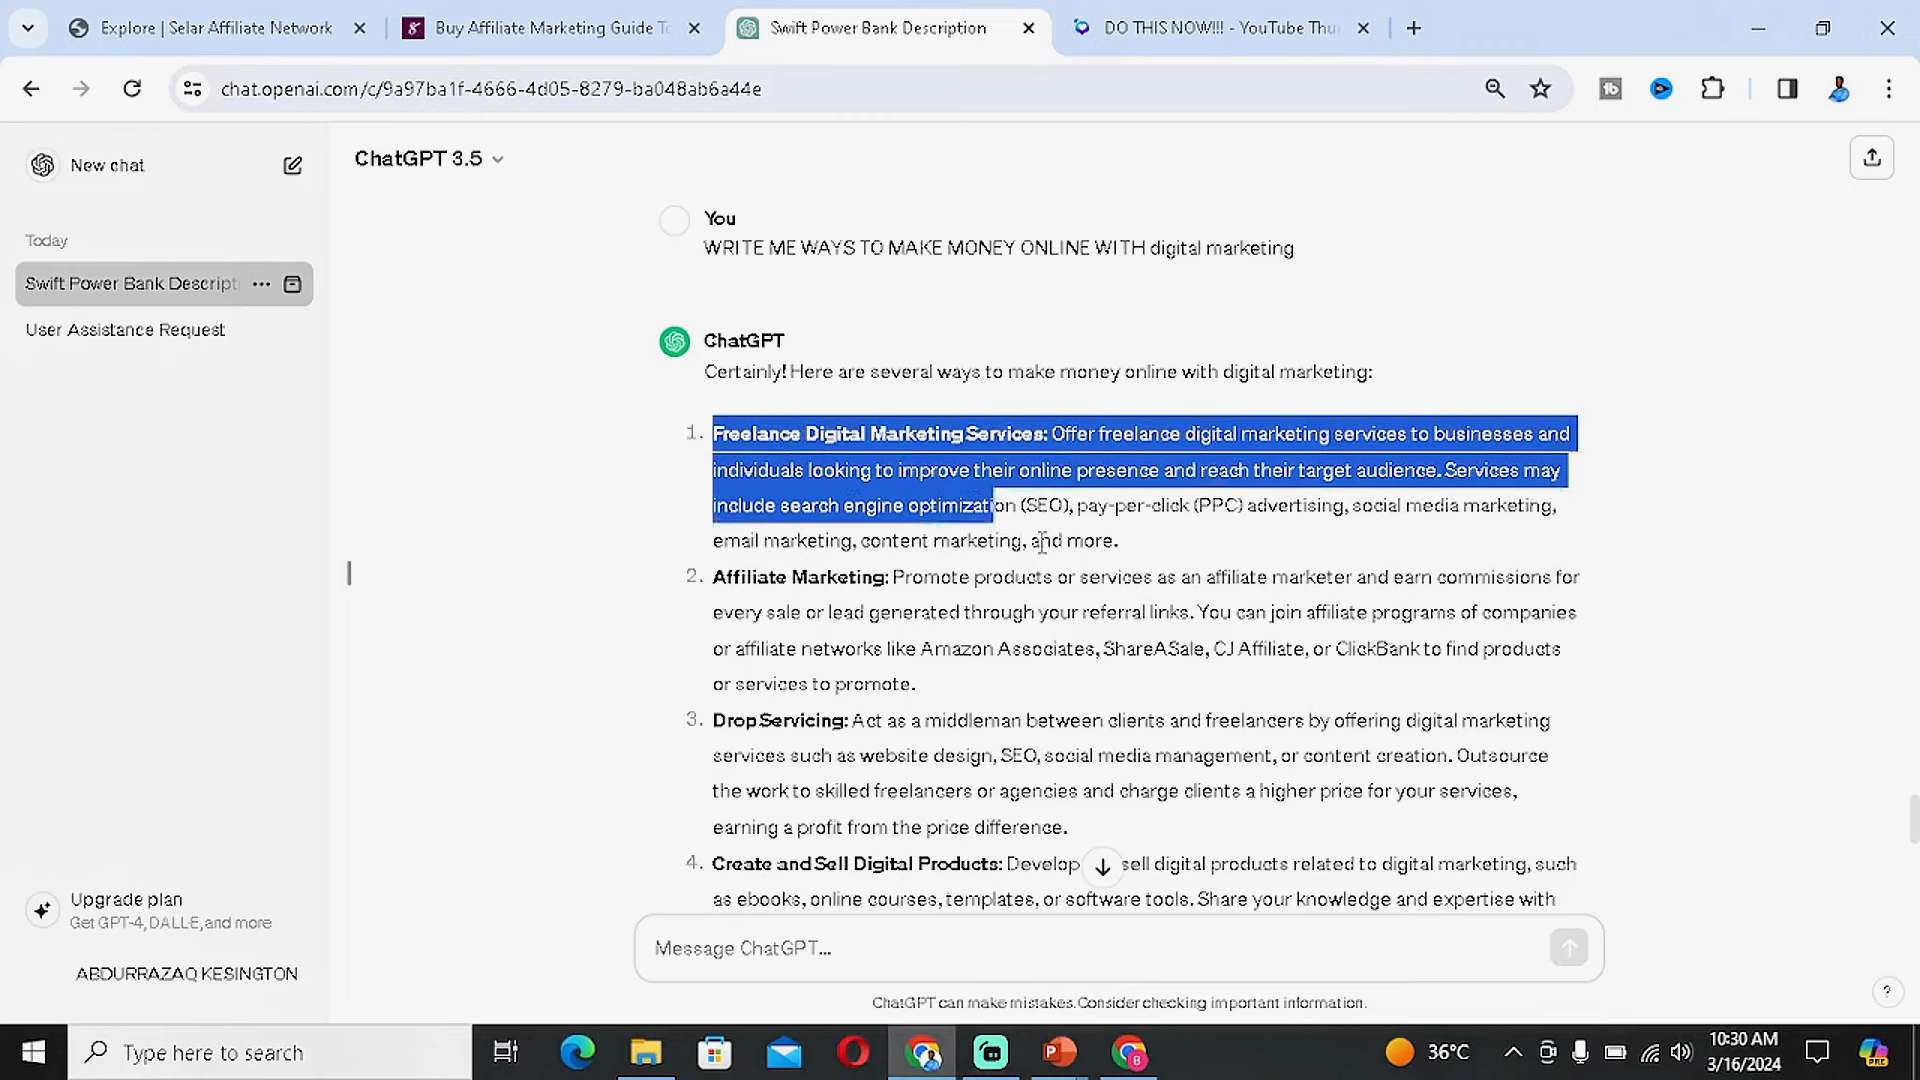 Explore | Selar Affiliate Network
Buy Affiliate Marketing Guide To
Swift Power Bank Description
DO THIS NOW!!! - YouTube Thu
chat.openai.com/c/9a97ba1f-4666-4d05-8279-ba048ab6a44e
New chat
ChatGPT 3.5
Today
Swift Power Bank Descript
User Assistance Request
You
WRITE ME WAYS TO MAKE MONEY ONLINE WITH digital marketing
ChatGPT
Certainly! Here are several ways to make money online with digital marketing:
1. Freelance Digital Marketing Services: Offer freelance digital marketing services to businesses and
individuals looking to improve their online presence and reach their target audience. Services may
include search engine optimization (SEO), pay-per-click (PPC) advertising, social media marketing,
email marketing, content marketing, and more.
2. Affiliate Marketing: Promote products or services as an affiliate marketer and earn commissions for
every sale or lead generated through your referral links. You can join affiliate programs of companies
or affiliate networks like Amazon Associates, ShareASale, CJ Affiliate, or ClickBank to find products
or services to promote.
3. Drop Servicing: Act as a middleman between clients and freelancers by offering digital marketing
services such as website design, SEO, social media management, or content creation. Outsource
the work to skilled freelancers or agencies and charge clients a higher price for your services,
earning a profit from the price difference.
4. Create and Sell Digital Products: Develop sell digital products related to digital marketing, such
as ebooks, online courses, templates, or software tools. Share your knowledge and expertise with
Upgrade plan
Get GPT-4, DALLE, and more
ABDURRAZAQ KESINGTON
Message ChatGPT...
ChatGPT can make mistakes. Consider checking important information.
?
Type here to search
36°C
10:30 AM
3/16/2024